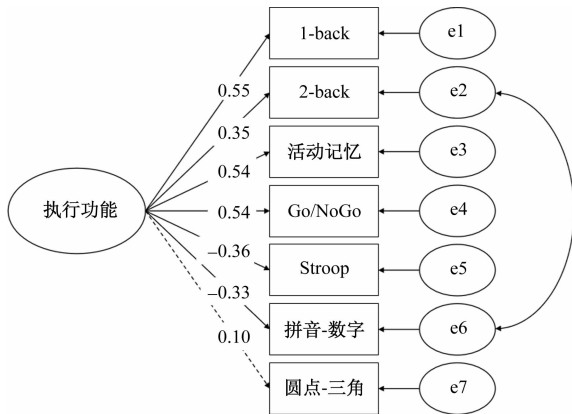 1-back
e1
0.55
2-back
e2
0.35
活动记忆
e3
0.54
执行功能
0.54
Go/NoGo
e4
–0.36
Stroop
e5
–0.33
拼音-数字
e6
0.10
圆点-三角
e7